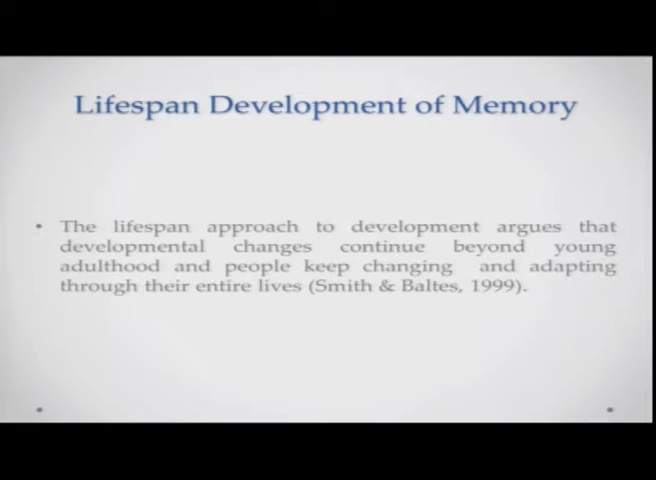 Lifespan Development of Memory
• The lifespan approach to development argues that
developmental changes continue beyond young
adulthood and people keep changing and adapting
through their entire lives (Smith & Baltes, 1999).